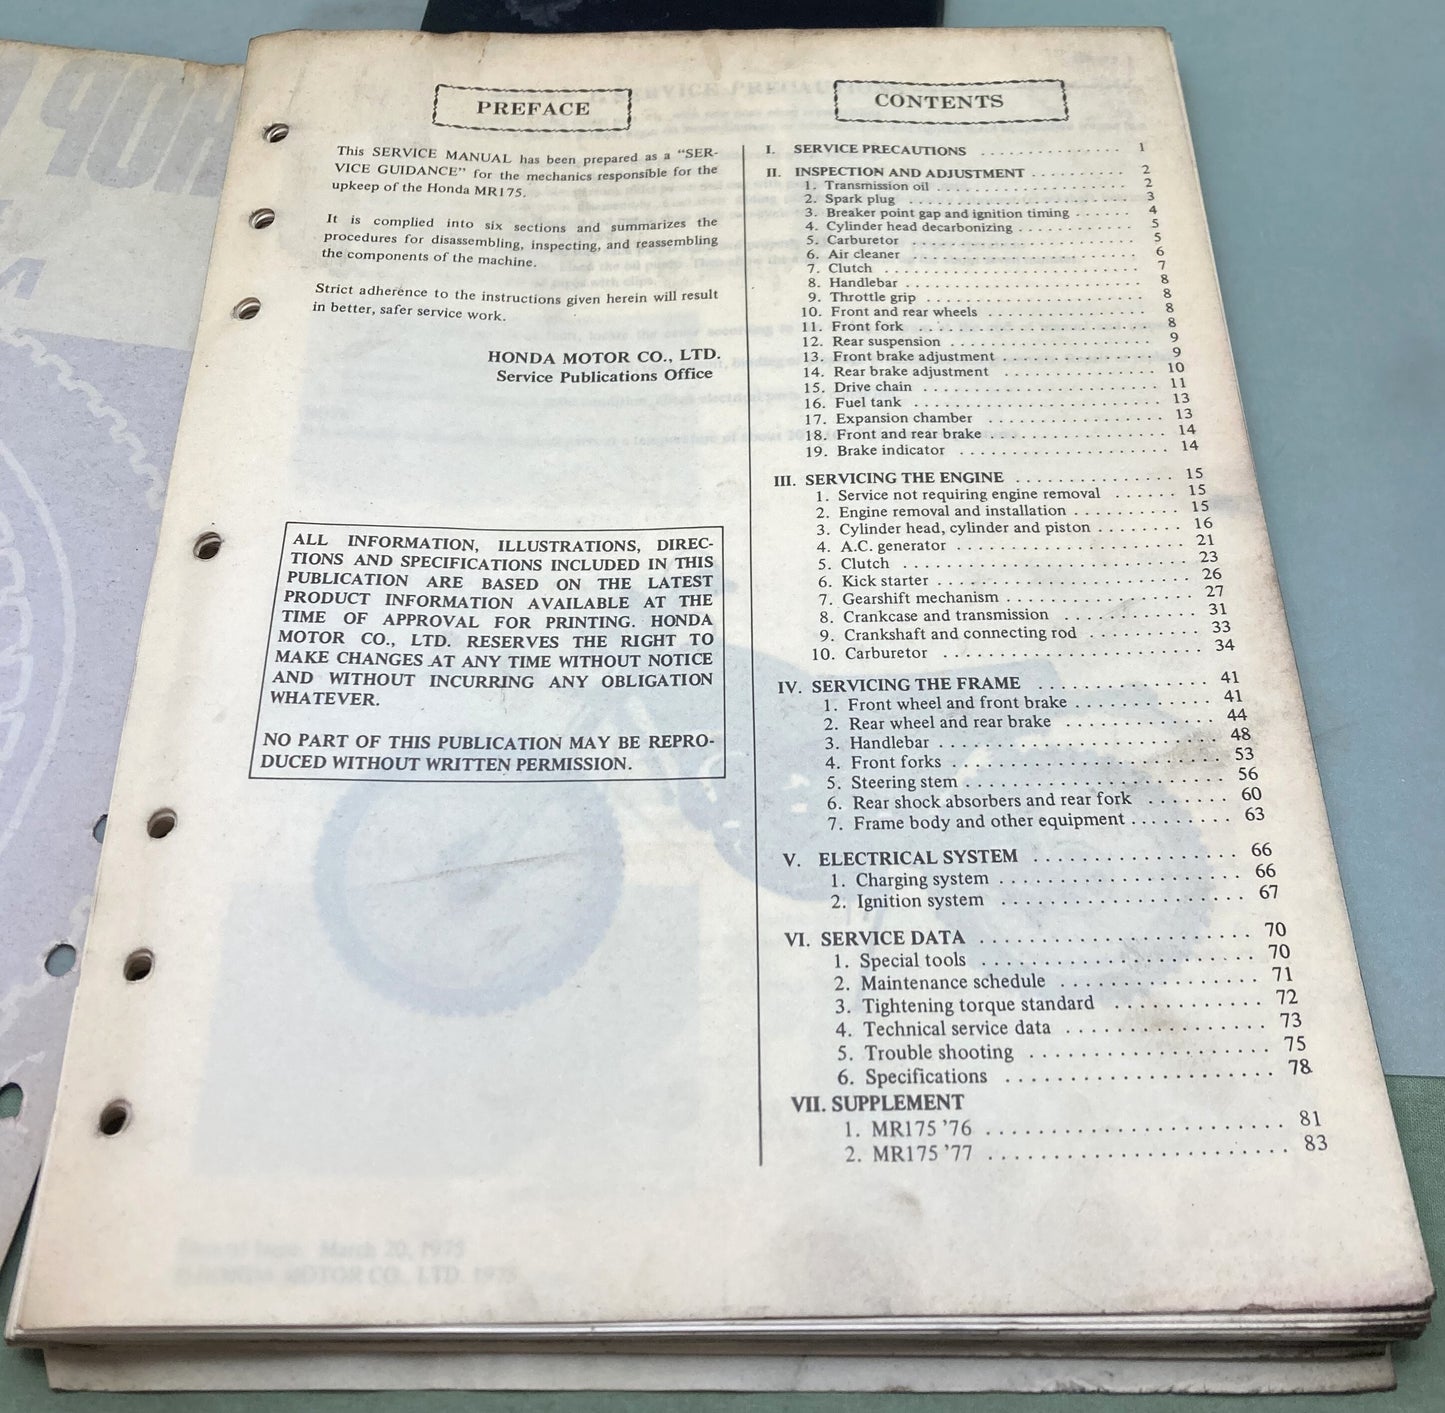 PREFACE
This SERVICE MANUAL has been prepared as a “SER-
VICE GUIDANCE” for the mechanics responsible for the
upkeep of the Honda MR175.
It is complied into six sections and summarizes the
procedures for disassembling, inspecting, and reassembling
the components of the machine.
Strict adherence to the instructions given herein will result
in better, safer service work.
HONDA MOTOR CO., LTD.
Service Publications Office
ALL INFORMATION, ILLUSTRATIONS, DIREC-
TIONS AND SPECIFICATIONS INCLUDED IN THIS
PUBLICATION ARE BASED ON THE LATEST
PRODUCT INFORMATION AVAILABLE AT THE
TIME OF APPROVAL FOR PRINTING. HONDA
MOTOR CO., LTD. RESERVES THE RIGHT TO
MAKE CHANGES AT ANY TIME WITHOUT NOTICE
AND WITHOUT INCURRING ANY OBLIGATION
WHATEVER.
NO PART OF THIS PUBLICATION MAY BE REPRO-
DUCED WITHOUT WRITTEN PERMISSION.
CONTENTS
I. SERVICE PRECAUTIONS . . . . . . . . . . . . 1
II. INSPECTION AND ADJUSTMENT . . . . . . . . . . 2
1. Transmission oil . . . . . . . . . . . . . . . . . . 2
2. Spark plug . . . . . . . . . . . . . . . . . . . . 3
3. Breaker point gap and ignition timing . . . . . . 4
4. Cylinder head decarbonizing . . . . . . . . . . . . 5
5. Carburetor . . . . . . . . . . . . . . . . . . . . 5
6. Air cleaner . . . . . . . . . . . . . . . . . . . . 6
7. Clutch . . . . . . . . . . . . . . . . . . . . . . 7
8. Handlebar . . . . . . . . . . . . . . . . . . . . 8
9. Throttle grip . . . . . . . . . . . . . . . . . . . 8
10. Front and rear wheels . . . . . . . . . . . . . . 8
11. Front fork . . . . . . . . . . . . . . . . . . . . 8
12. Rear suspension . . . . . . . . . . . . . . . . . 9
13. Front brake adjustment . . . . . . . . . . . . . . 9
14. Rear brake adjustment . . . . . . . . . . . . . . 10
15. Drive chain . . . . . . . . . . . . . . . . . . . 11
16. Fuel tank . . . . . . . . . . . . . . . . . . . . 13
17. Expansion chamber . . . . . . . . . . . . . . . . 13
18. Front and rear brake . . . . . . . . . . . . . . . 14
19. Brake indicator . . . . . . . . . . . . . . . . . . 14
III. SERVICING THE ENGINE . . . . . . . . . . . . . 15
1. Service not requiring engine removal . . . . . . 15
2. Engine removal and installation . . . . . . . . . . 15
3. Cylinder head, cylinder and piston . . . . . . . . 16
4. A.C. generator . . . . . . . . . . . . . . . . . . 21
5. Clutch . . . . . . . . . . . . . . . . . . . . . . 23
6. Kick starter . . . . . . . . . . . . . . . . . . . 26
7. Gearshift mechanism . . . . . . . . . . . . . . . 27
8. Crankcase and transmission . . . . . . . . . . . . 31
9. Crankshaft and connecting rod . . . . . . . . . . 33
10. Carburetor . . . . . . . . . . . . . . . . . . . . 34
IV. SERVICING THE FRAME . . . . . . . . . . . . . . 41
1. Front wheel and front brake . . . . . . . . . . . 41
2. Rear wheel and rear brake . . . . . . . . . . . . 44
3. Handlebar . . . . . . . . . . . . . . . . . . . . 48
4. Front forks . . . . . . . . . . . . . . . . . . . 53
5. Steering stem . . . . . . . . . . . . . . . . . . 56
6. Rear shock absorbers and rear fork . . . . . . . 60
7. Frame body and other equipment . . . . . . . . . 63
V. ELECTRICAL SYSTEM . . . . . . . . . . . . . . . 66
1. Charging system . . . . . . . . . . . . . . . . . 66
2. Ignition system . . . . . . . . . . . . . . . . . 67
VI. SERVICE DATA . . . . . . . . . . . . . . . . . . 70
1. Special tools . . . . . . . . . . . . . . . . . . 70
2. Maintenance schedule . . . . . . . . . . . . . . . 71
3. Tightening torque standard . . . . . . . . . . . . 72
4. Technical service data . . . . . . . . . . . . . . 73
5. Trouble shooting . . . . . . . . . . . . . . . . . 75
6. Specifications . . . . . . . . . . . . . . . . . . 78
VII. SUPPLEMENT
1. MR175 ’76 . . . . . . . . . . . . . . . . . . . 81
2. MR175 ’77 . . . . . . . . . . . . . . . . . . . 83